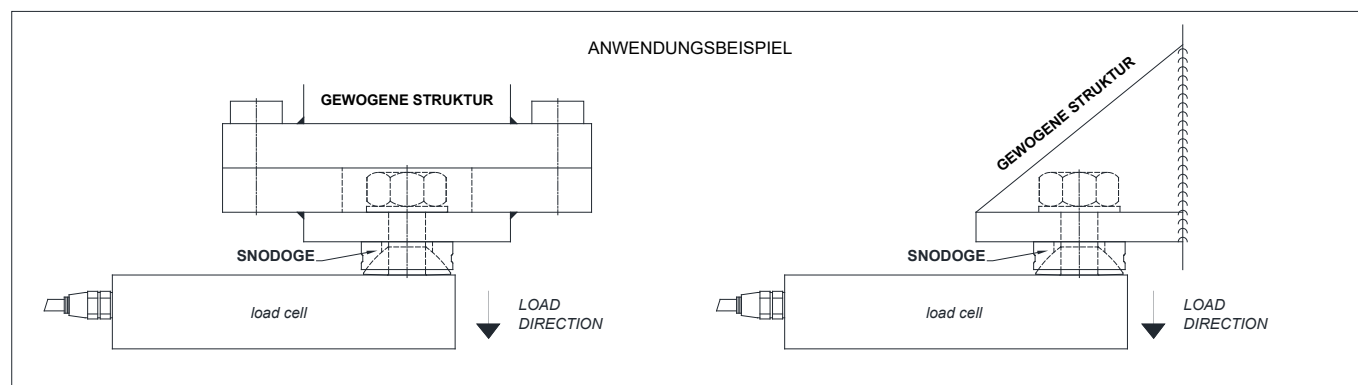 ANWENDUNGSBEISPIEL
GEWOGENE STRUKTUR
SNODOGE
load cell
LOAD
DIRECTION
GEWOGENE STRUKTUR
SNODOGE
load cell
LOAD
DIRECTION